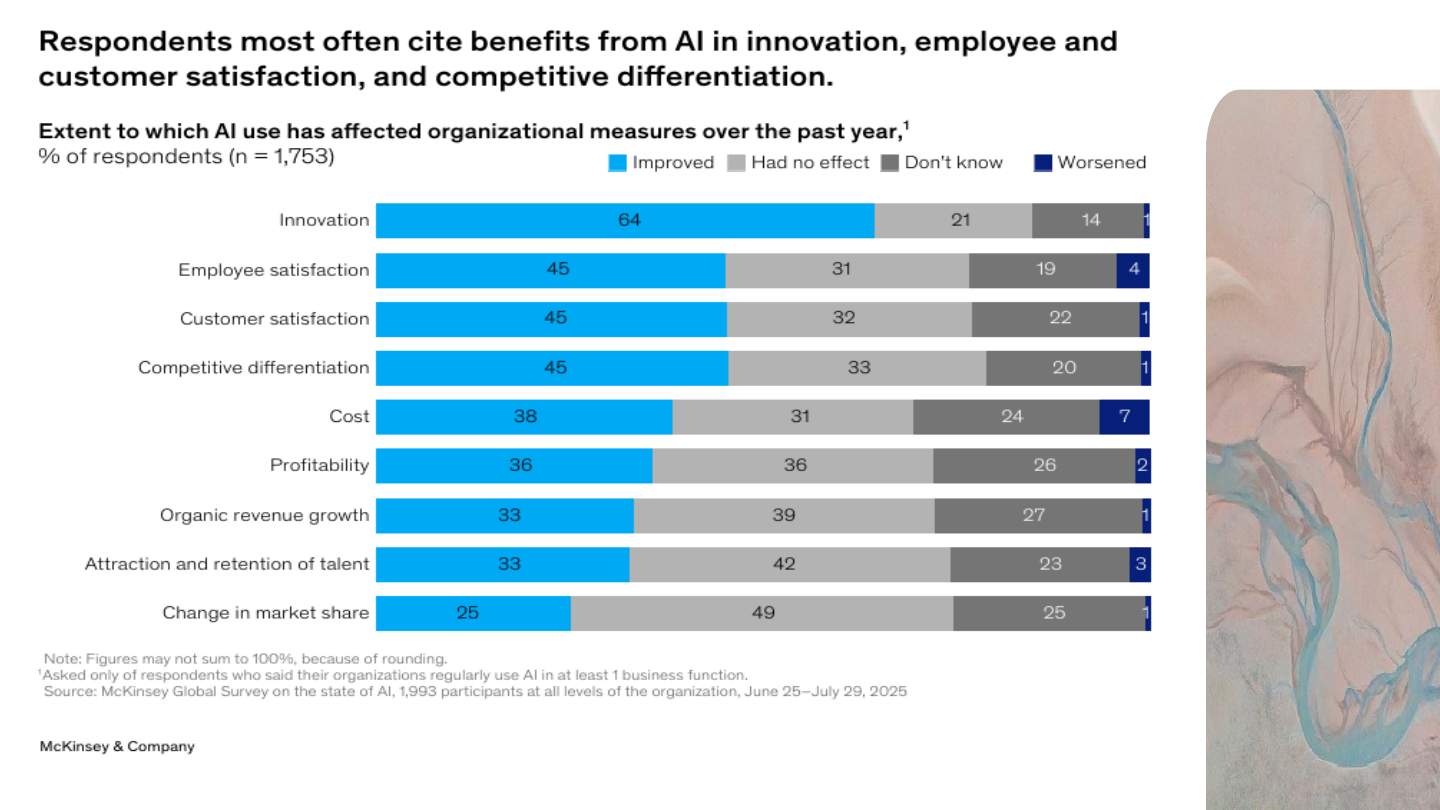 Respondents most often cite benefits from AI in innovation, employee and
customer satisfaction, and competitive differentiation.
Extent to which AI use has affected organizational measures over the past year,¹
% of respondents (n = 1,753)
Improved Had no effect Don't know Worsened
Innovation 64 21 14 1
Employee satisfaction 45 31 19 4
Customer satisfaction 45 32 22 1
Competitive differentiation 45 33 20 1
Cost 38 31 24 7
Profitability 36 36 26 2
Organic revenue growth 33 39 27 1
Attraction and retention of talent 33 42 23 3
Change in market share 25 49 25 1
Note: Figures may not sum to 100%, because of rounding.
¹Asked only of respondents who said their organizations regularly use AI in at least 1 business function.
Source: McKinsey Global Survey on the state of AI, 1,993 participants at all levels of the organization, June 25–July 29, 2025
McKinsey & Company